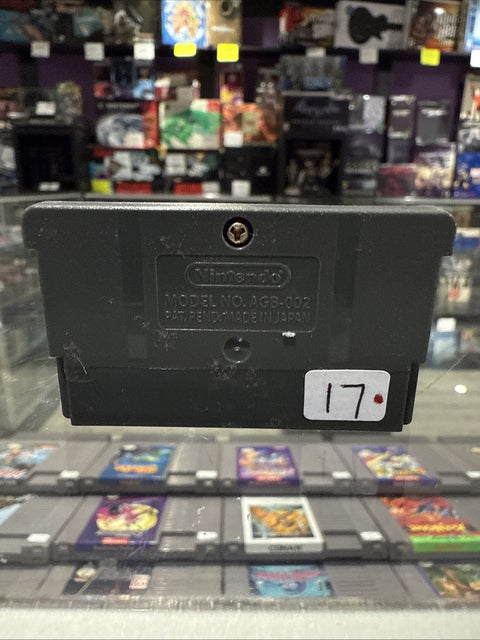 Nintendo
MODEL NO. AGB-002
PAT. PEND. MADE IN JAPAN
17.